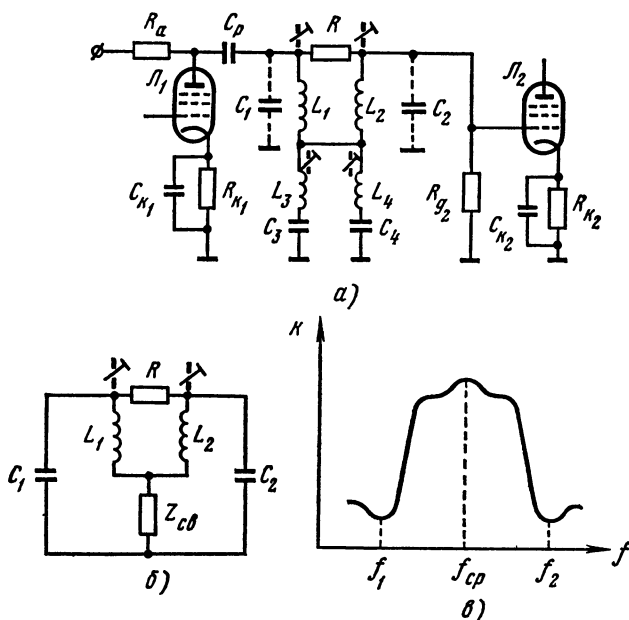 Rа Cр R
Л₁ C₁ L₁ L₂ C₂ Л₂
Cк₁ Rк₁ L₃ L₄ Rg₂ Cк₂ Rк₂
C₃ C₄
а)
R
L₁ L₂
C₁ C₂
Zсв
б)
K
f₁ fср f₂ f
в)